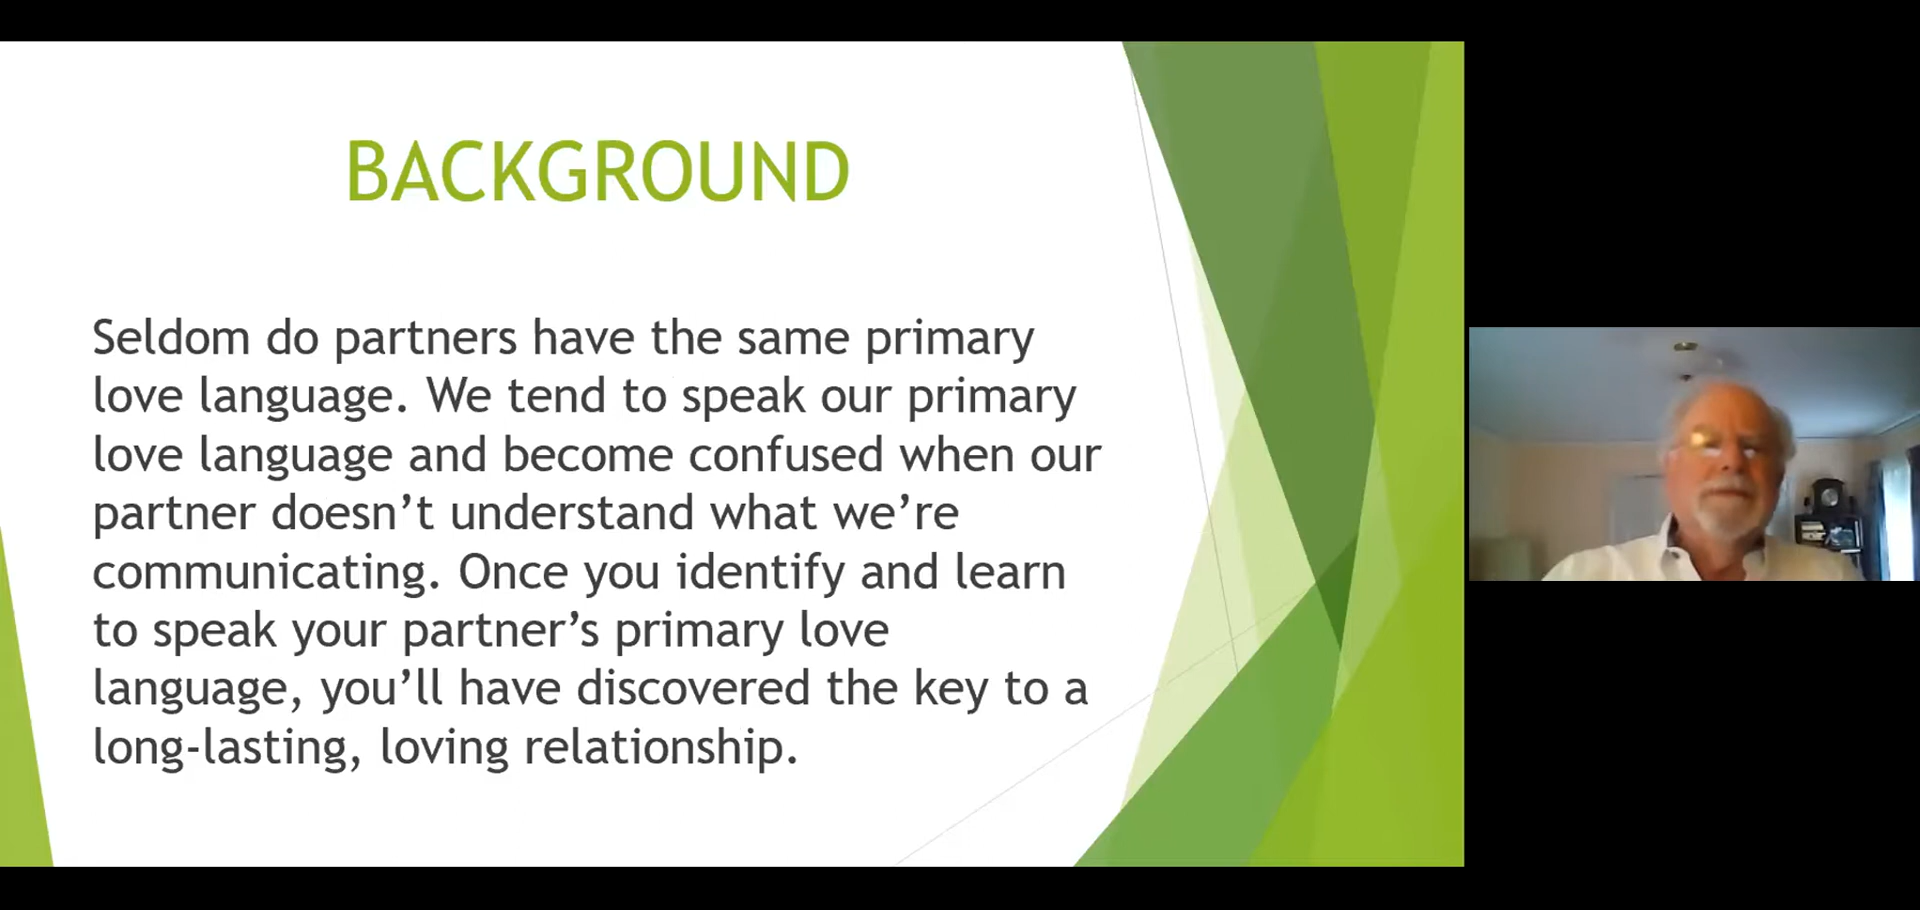 BACKGROUND
Seldom do partners have the same primary
love language. We tend to speak our primary
love language and become confused when our
partner doesn’t understand what we’re
communicating. Once you identify and learn
to speak your partner’s primary love
language, you’ll have discovered the key to a
long-lasting, loving relationship.